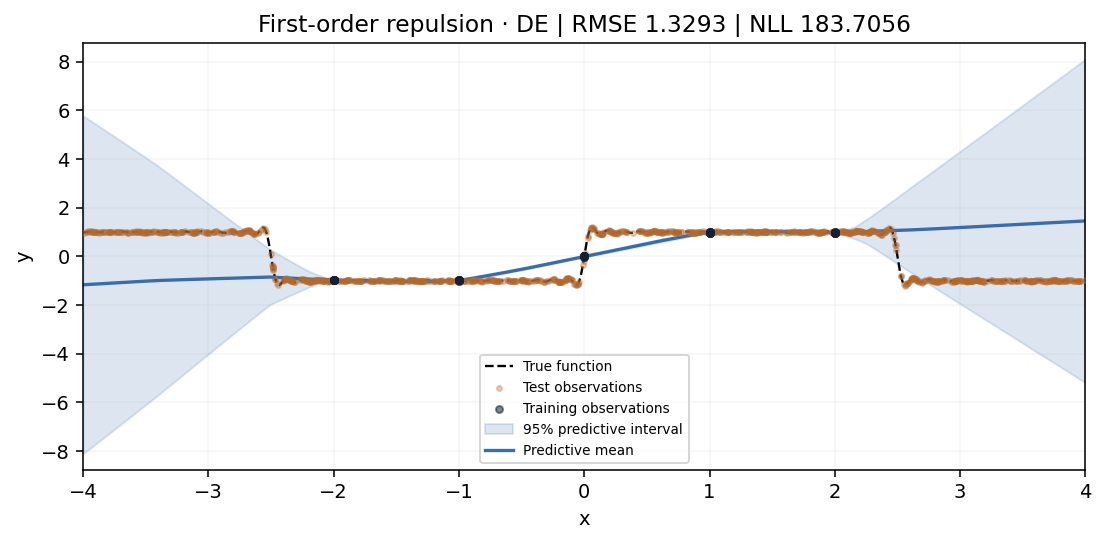 First-order repulsion · DE | RMSE 1.3293 | NLL 183.7056
8
6
4
2
0
−2
−4
−6
−8
y
True function
Test observations
Training observations
95% predictive interval
Predictive mean
−4 −3 −2 −1 0 1 2 3 4
x